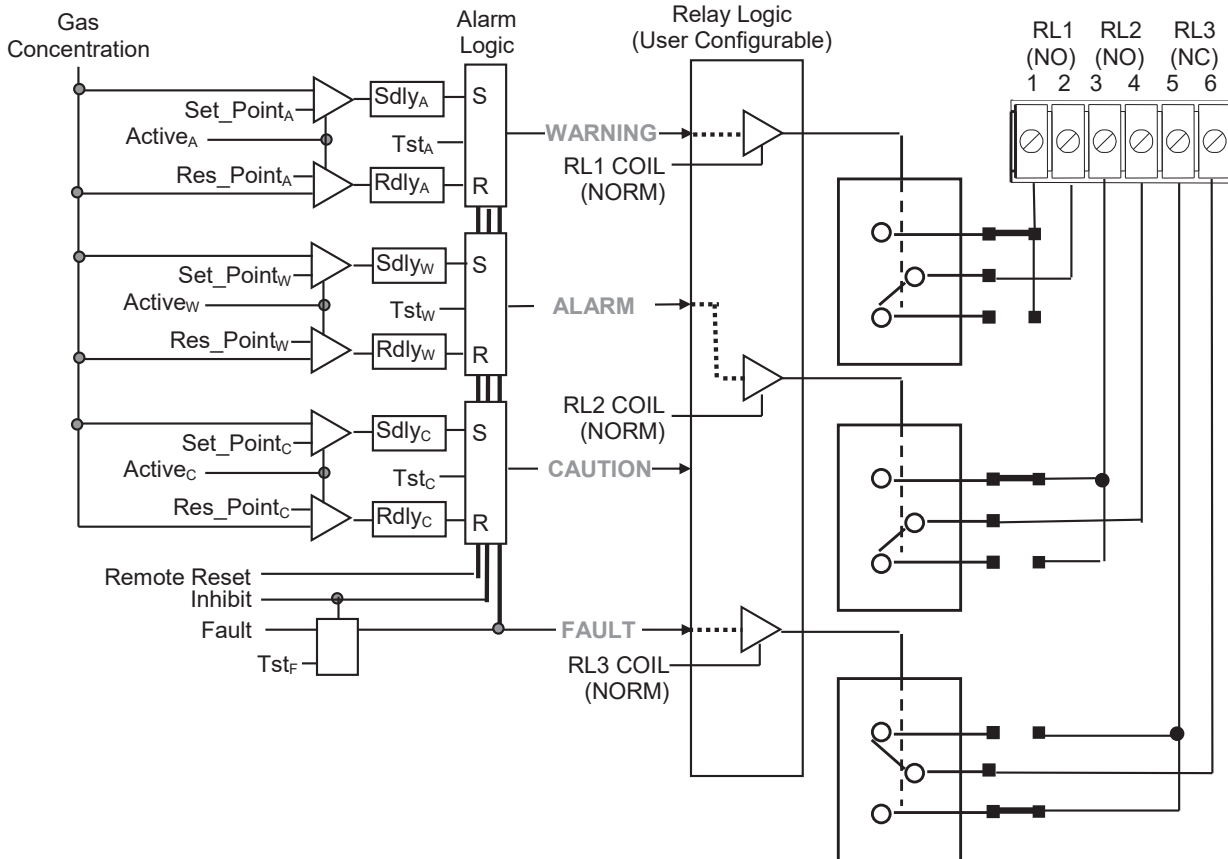 Gas
Concentration
Alarm
Logic
Relay Logic
(User Configurable)
RL1
(NO)
RL2
(NO)
RL3
(NC)
1 2 3 4 5 6
Set_PointA
SdlyA
S
ActiveA
TstA
Res_PointA
RdlyA
R
WARNING
RL1 COIL
(NORM)
Set_PointW
SdlyW
S
ActiveW
TstW
Res_PointW
RdlyW
R
ALARM
RL2 COIL
(NORM)
Set_PointC
SdlyC
S
ActiveC
TstC
Res_PointC
RdlyC
R
CAUTION
Remote Reset
Inhibit
Fault
TstF
FAULT
RL3 COIL
(NORM)